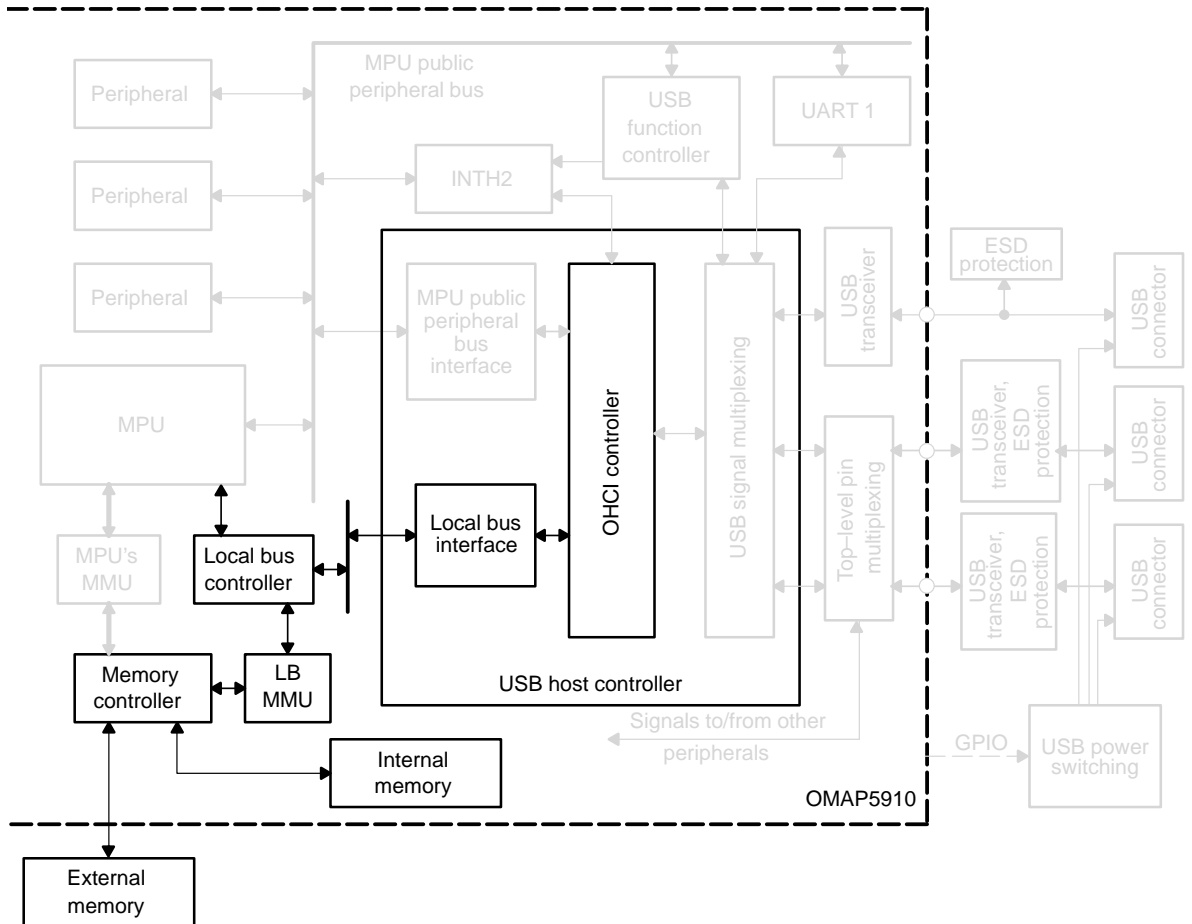 MPU public
peripheral bus
Peripheral
USB
function
controller
UART 1
INTH2
Peripheral
ESD
protection
Peripheral
MPU public
peripheral
bus
interface
USB
transceiver
USB
connector
MPU
OHCI controller
USB signal multiplexing
Top–level pin
multiplexing
USB
transceiver,
ESD
protection
USB
connector
Local bus
interface
MPU's
MMU
Local bus
controller
USB
transceiver,
ESD
protection
USB
connector
Memory
controller
LB
MMU
USB host controller
Signals to/from other
peripherals
GPIO
USB power
switching
Internal
memory
OMAP5910
External
memory